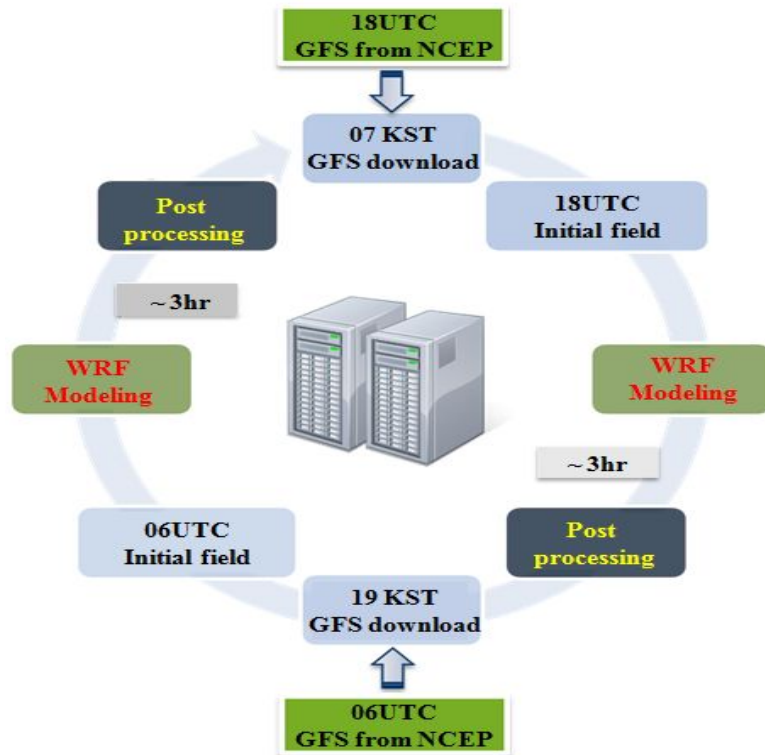 18UTC
GFS from NCEP
07 KST
GFS download
18UTC
Initial field
WRF
Modeling
~3hr
Post
processing
19 KST
GFS download
06UTC
GFS from NCEP
06UTC
Initial field
WRF
Modeling
~3hr
Post
processing